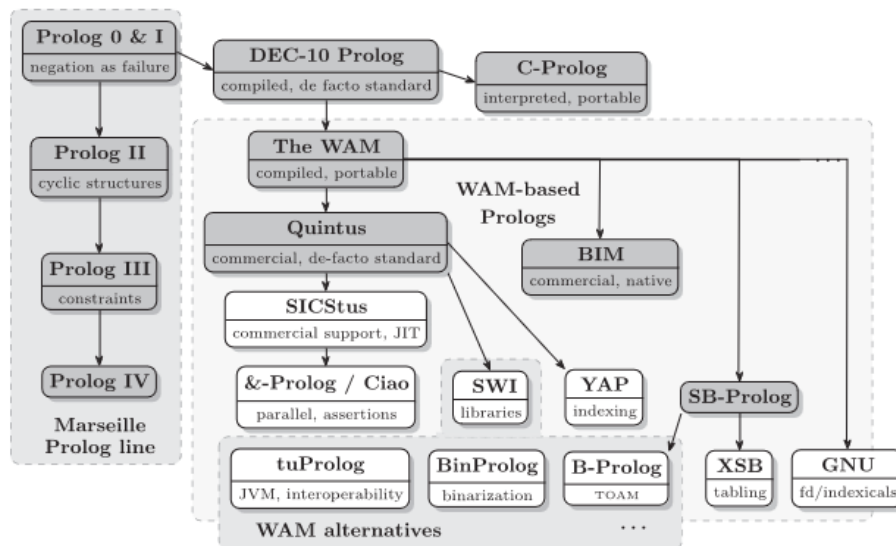 Prolog 0 & I
negation as failure
DEC-10 Prolog
compiled, de facto standard
C-Prolog
interpreted, portable
Prolog II
cyclic structures
The WAM
compiled, portable
...
WAM-based
Prologs
Quintus
commercial, de-facto standard
BIM
commercial, native
Prolog III
constraints
SICStus
commercial support, JIT
Prolog IV
&-Prolog / Ciao
parallel, assertions
SWI
libraries
YAP
indexing
SB-Prolog
Marseille
Prolog line
tuProlog
JVM, interoperability
BinProlog
binarization
B-Prolog
TOAM
XSB
tabling
GNU
fd/indexicals
WAM alternatives
...